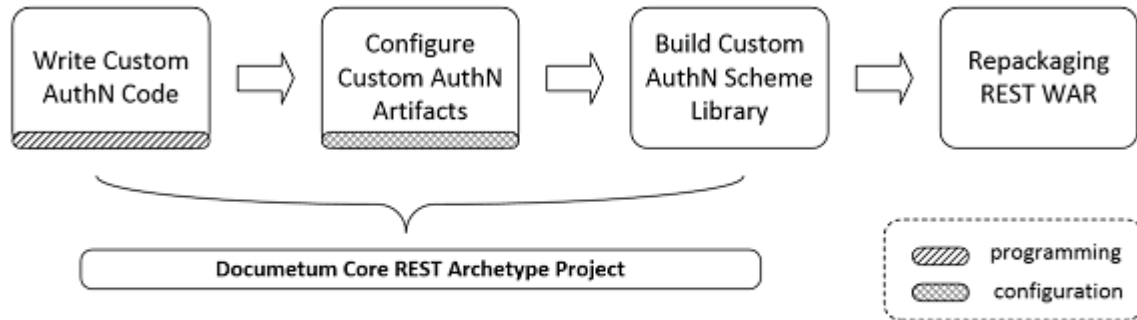 Write Custom
AuthN Code
Configure
Custom AuthN
Artifacts
Build Custom
AuthN Scheme
Library
Repackaging
REST WAR
Documetum Core REST Archetype Project
programming
configuration